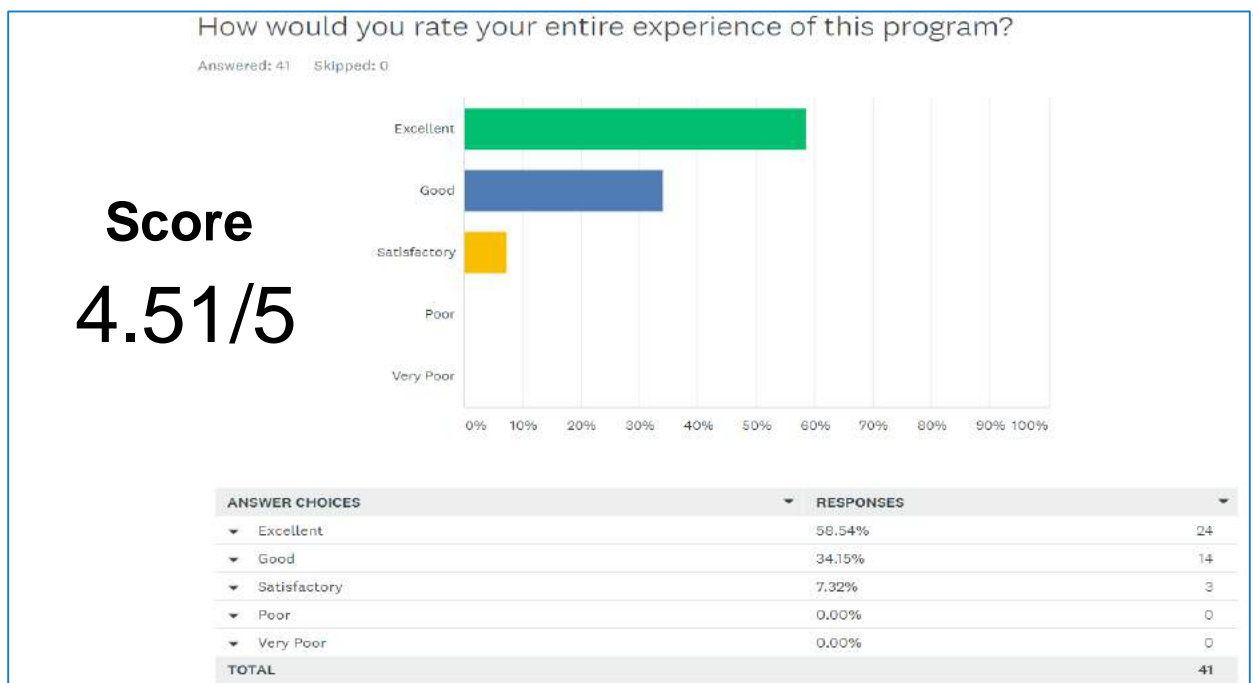 How would you rate your entire experience of this program?
Answered: 41 Skipped: 0
Excellent
Good
Satisfactory
Poor
Very Poor
Score
4.51/5
0% 10% 20% 30% 40% 50% 60% 70% 80% 90% 100%
ANSWER CHOICES RESPONSES
Excellent 58.54% 24
Good 34.15% 14
Satisfactory 7.32% 3
Poor 0.00% 0
Very Poor 0.00% 0
TOTAL 41